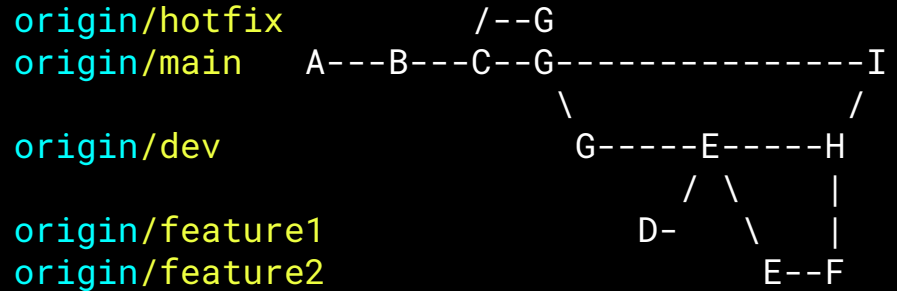 origin/hotfix         /--G
origin/main    A---B---C--G---------------I
                           \             /
origin/dev                  G-----E-----H
                                 / \    |
origin/feature1                D-   \   |
origin/feature2                      E--F